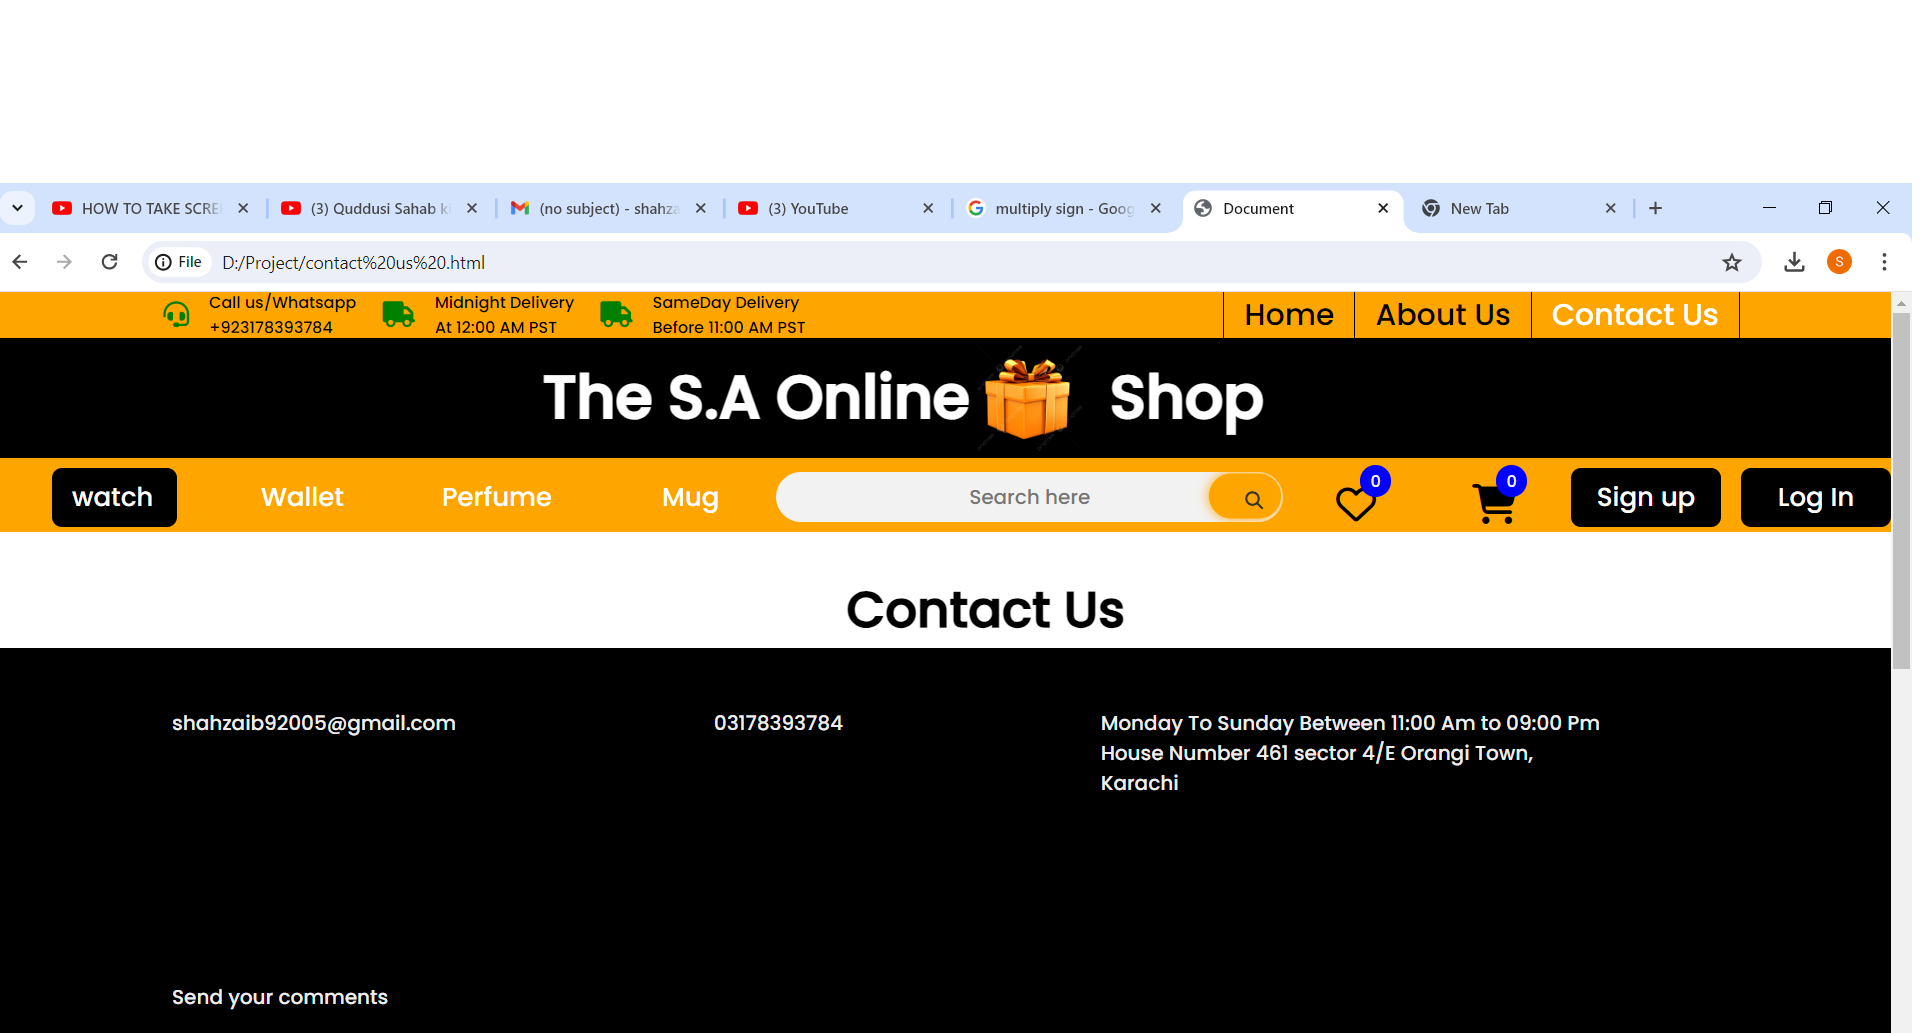 HOW TO TAKE SCREE
(3) Quddusi Sahab ki
(no subject) - shahza
(3) YouTube
multiply sign - Goog
Document
New Tab
File
D:/Project/contact%20us%20.html
S
Call us/Whatsapp
+923178393784
Midnight Delivery
At 12:00 AM PST
SameDay Delivery
Before 11:00 AM PST
Home
About Us
Contact Us
The S.A Online Shop
watch
Wallet
Perfume
Mug
Search here
0
0
Sign up
Log In
Contact Us
shahzaib92005@gmail.com
03178393784
Monday To Sunday Between 11:00 Am to 09:00 Pm
House Number 461 sector 4/E Orangi Town,
Karachi
Send your comments